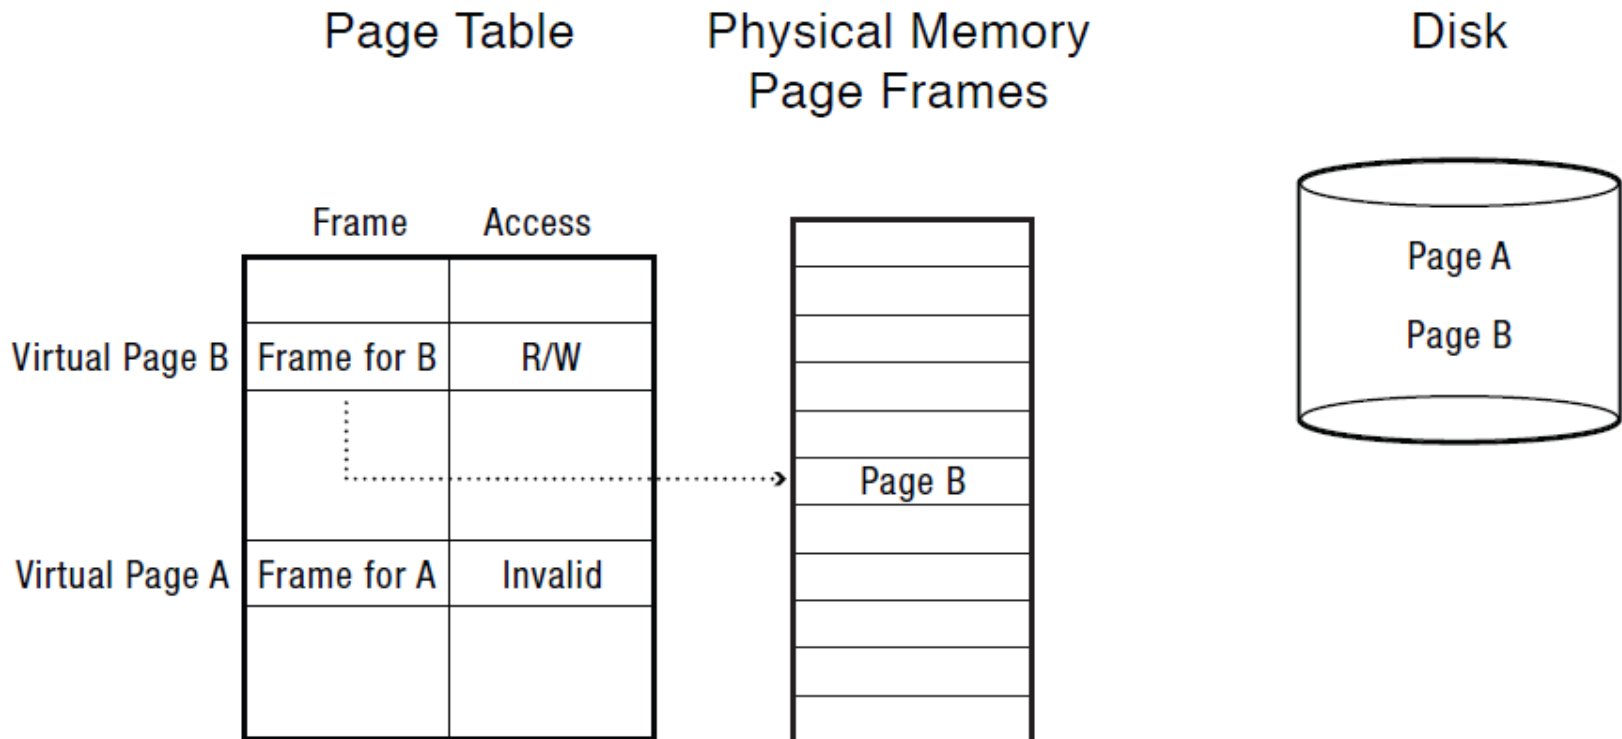 Page Table
Physical Memory
Page Frames
Disk
Frame Access
Virtual Page B Frame for B R/W
Page B
Virtual Page A Frame for A Invalid
Page A
Page B